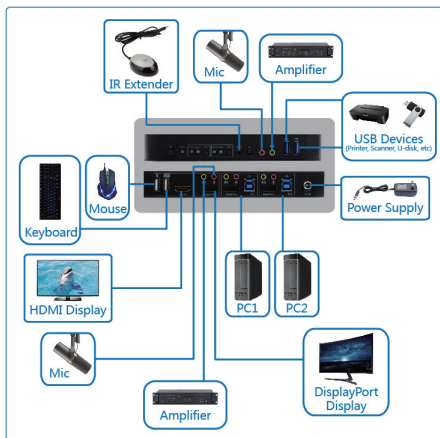 IR Extender
Mic
Amplifier
USB Devices
(Printer, Scanner, U-disk, etc)
Keyboard
Mouse
Power Supply
HDMI Display
PC1
PC2
Mic
Amplifier
DisplayPort
Display